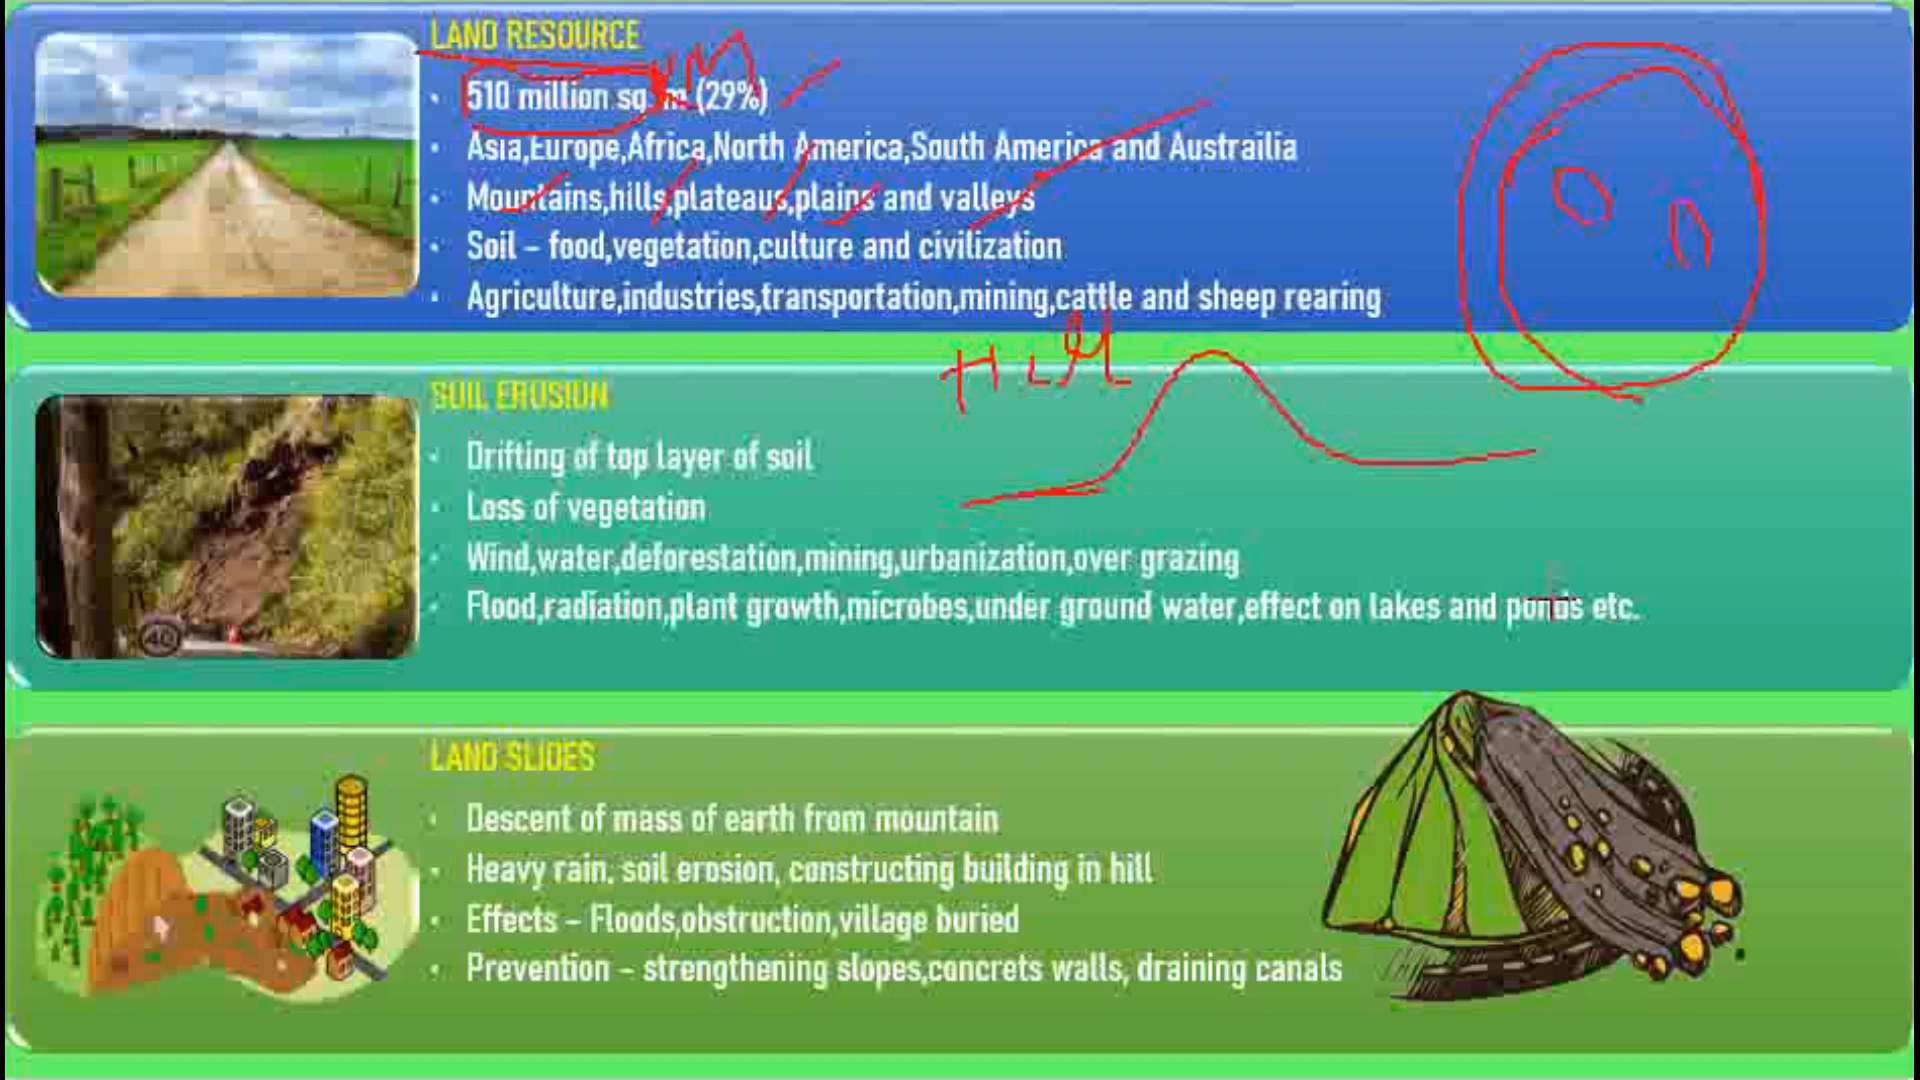 LAND RESOURCE
510 million sq m (29%)
km
Asia,Europe,Africa,North America,South America and Austrailia
Mountains,hills,plateaus,plains and valleys
Soil – food,vegetation,culture and civilization
Agriculture,industries,transportation,mining,cattle and sheep rearing
Hill
SOIL EROSION
Drifting of top layer of soil
Loss of vegetation
Wind,water,deforestation,mining,urbanization,over grazing
Flood,radiation,plant growth,microbes,under ground water,effect on lakes and ponds etc.
40
LAND SLIDES
Descent of mass of earth from mountain
Heavy rain, soil erosion, constructing building in hill
Effects – Floods,obstruction,village buried
Prevention – strengthening slopes,concrets walls, draining canals